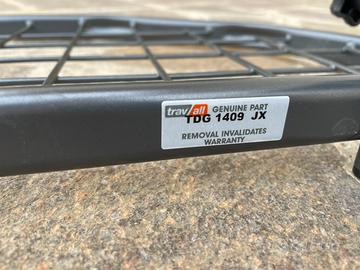 travall GENUINE PART
TDG 1409 JX
REMOVAL INVALIDATES
WARRANTY